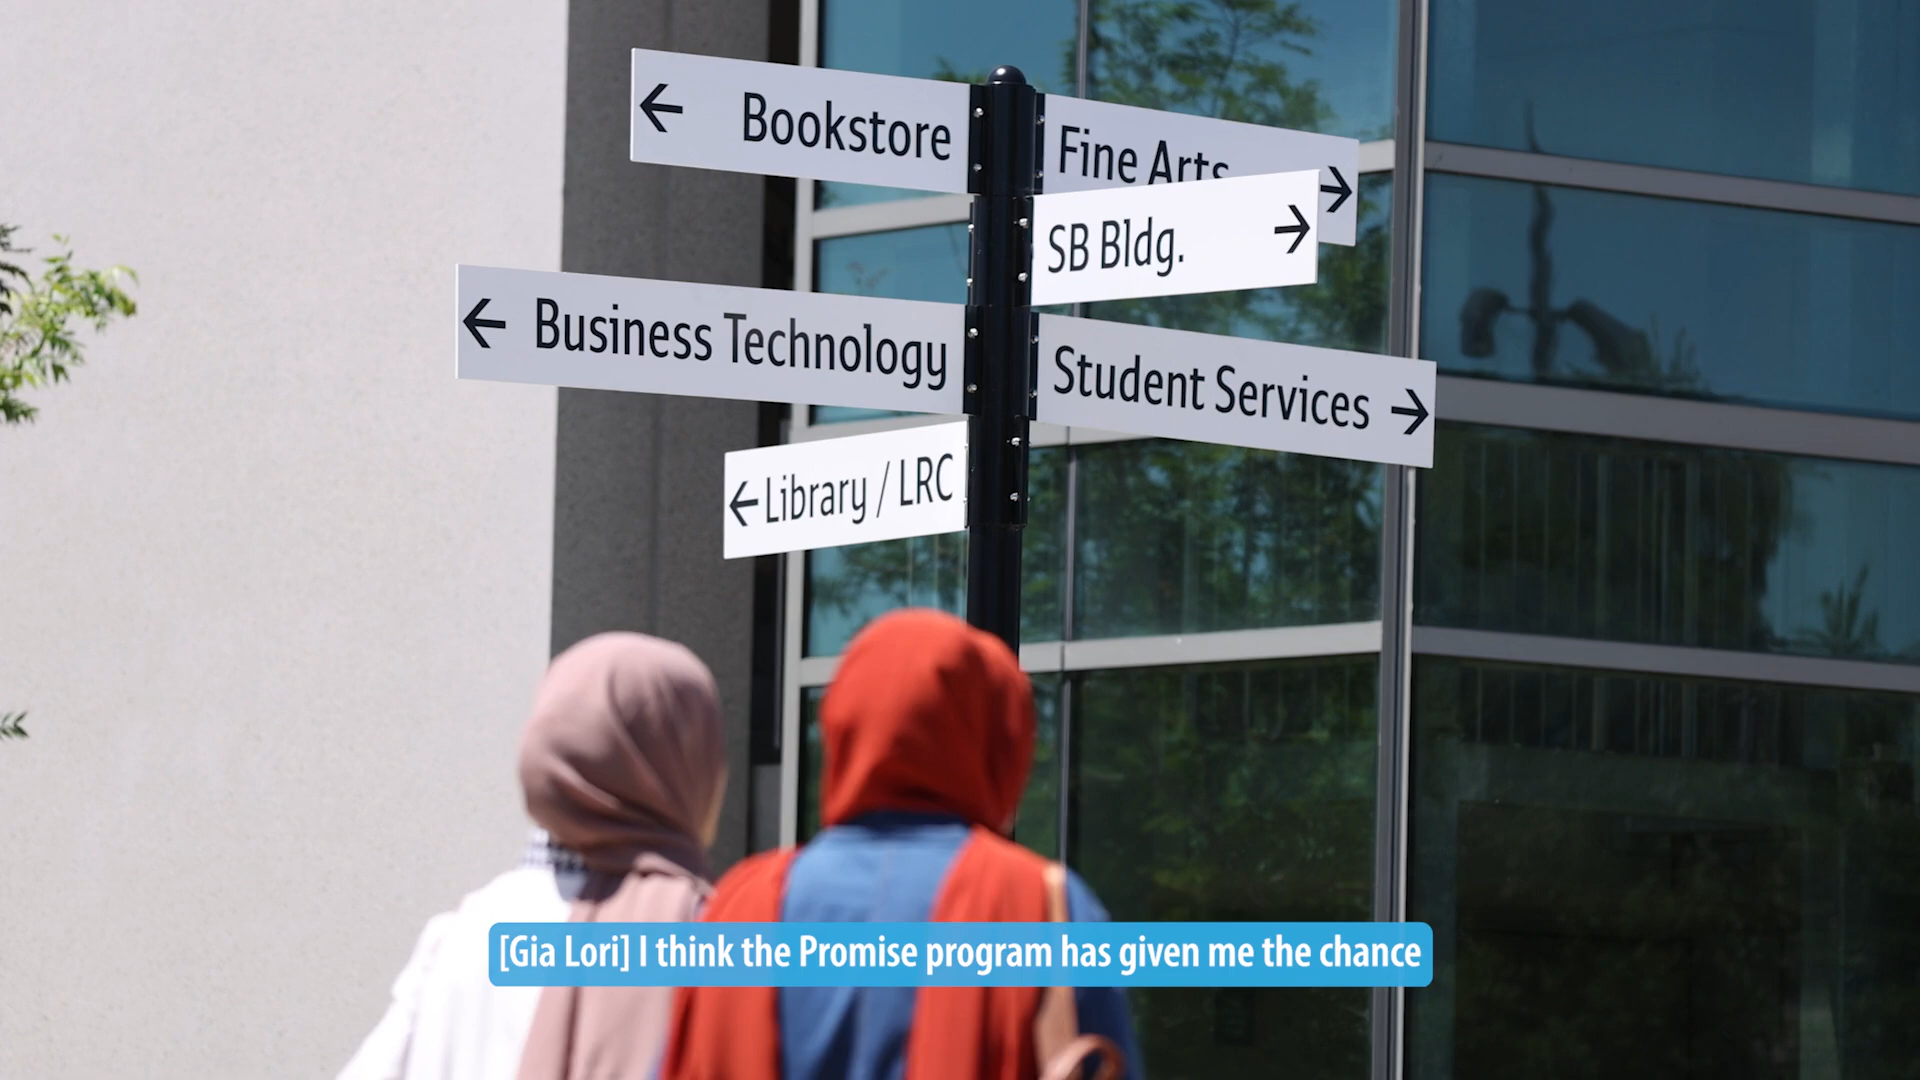 ← Bookstore
Fine Arts →
SB Bldg. →
← Business Technology
Student Services →
← Library / LRC
[Gia Lori] I think the Promise program has given me the chance